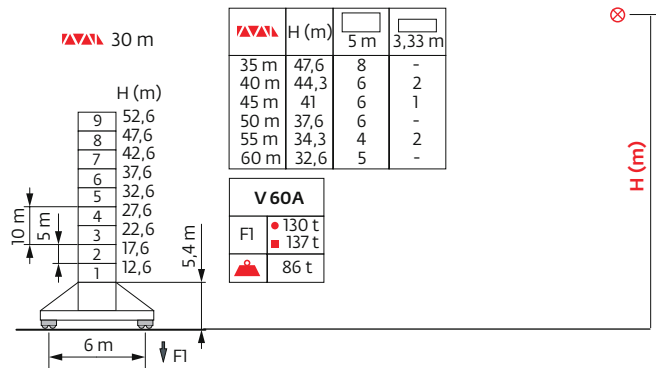 30 m
H (m)
9 52,6
8 47,6
7 42,6
6 37,6
5 32,6
4 27,6
3 22,6
2 17,6
1 12,6
10 m
5 m
5,4 m
6 m
F1
H (m) 5 m 3,33 m
35 m 47,6 8 -
40 m 44,3 6 2
45 m 41 6 1
50 m 37,6 6 -
55 m 34,3 4 2
60 m 32,6 5 -
V 60A
F1 130 t
137 t
86 t
H (m)